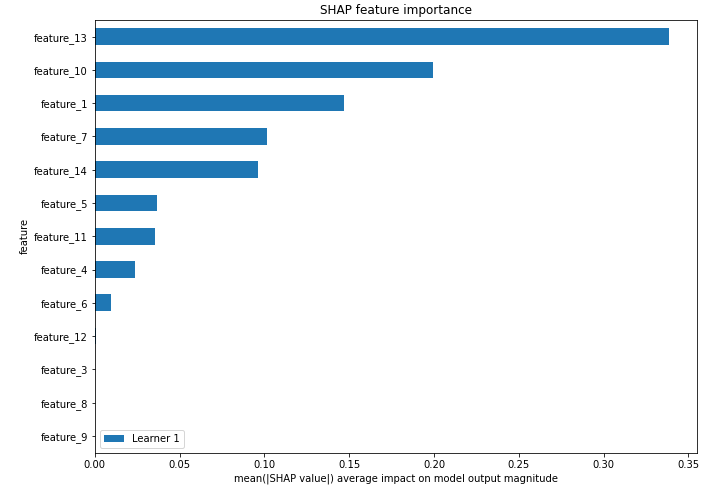 SHAP feature importance
feature_13
feature_10
feature_1
feature_7
feature_14
feature_5
feature_11
feature_4
feature_6
feature_12
feature_3
feature_8
feature_9
feature
Learner 1
0.00 0.05 0.10 0.15 0.20 0.25 0.30 0.35
mean(|SHAP value|) average impact on model output magnitude